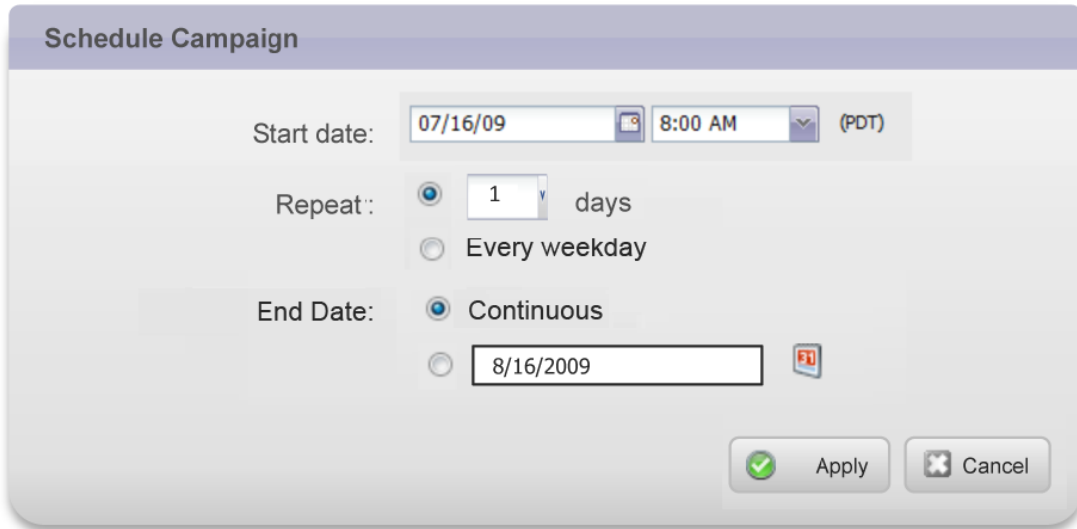 Schedule Campaign
Start date: 07/16/09 8:00 AM (PDT)
Repeat: 1 days
Every weekday
End Date: Continuous
8/16/2009 31
Apply Cancel